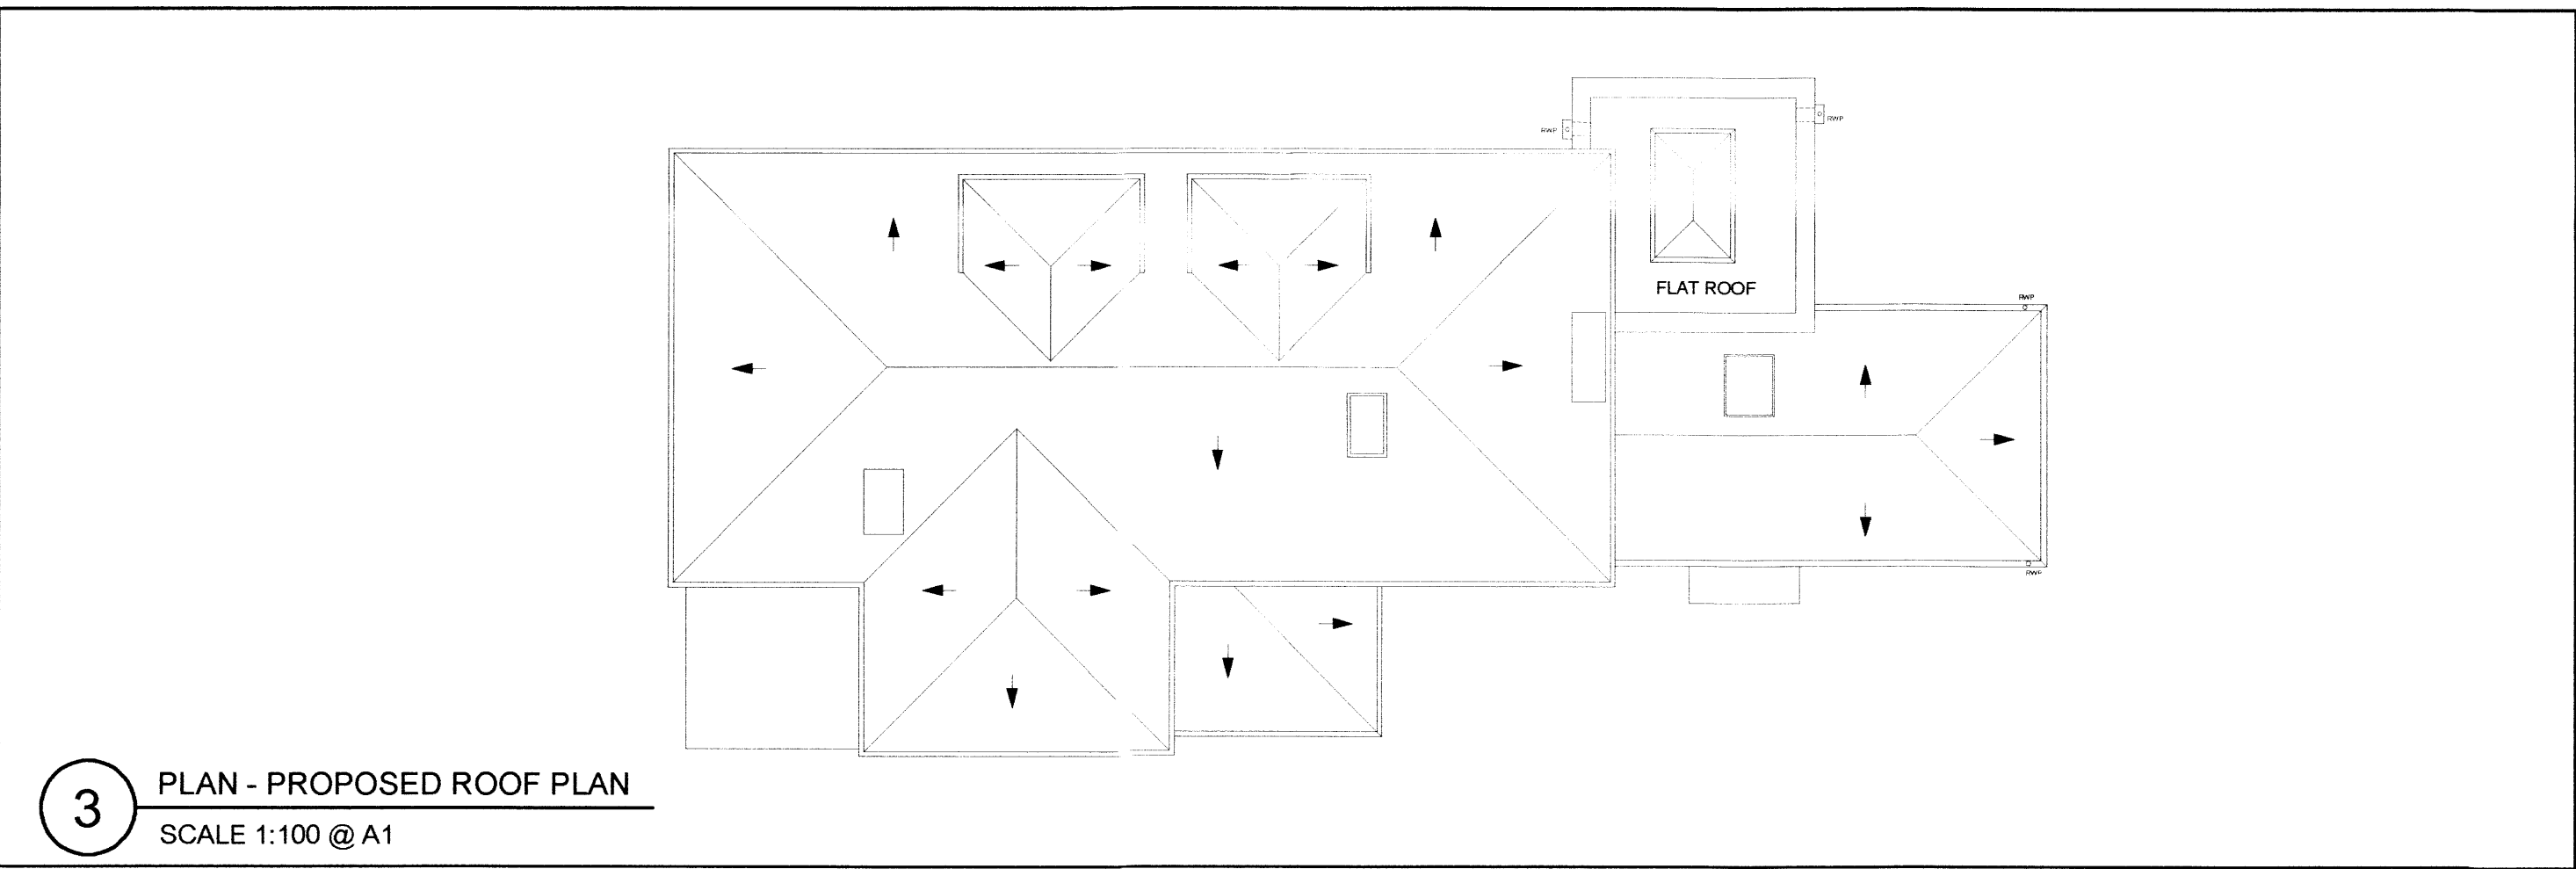 RWP
RWP
FLAT ROOF
RWP
RWP
3
PLAN - PROPOSED ROOF PLAN
SCALE 1:100 @ A1